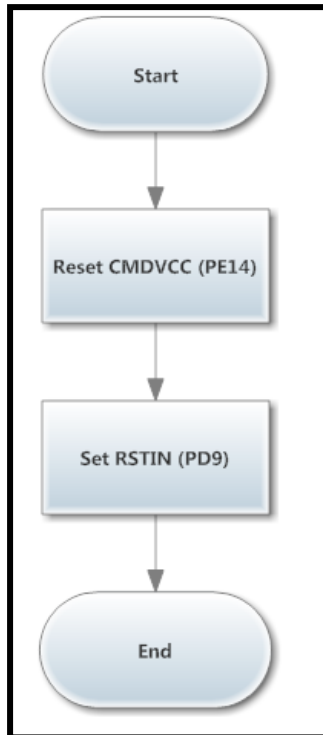 Start
Reset CMDVCC (PE14)
Set RSTIN (PD9)
End